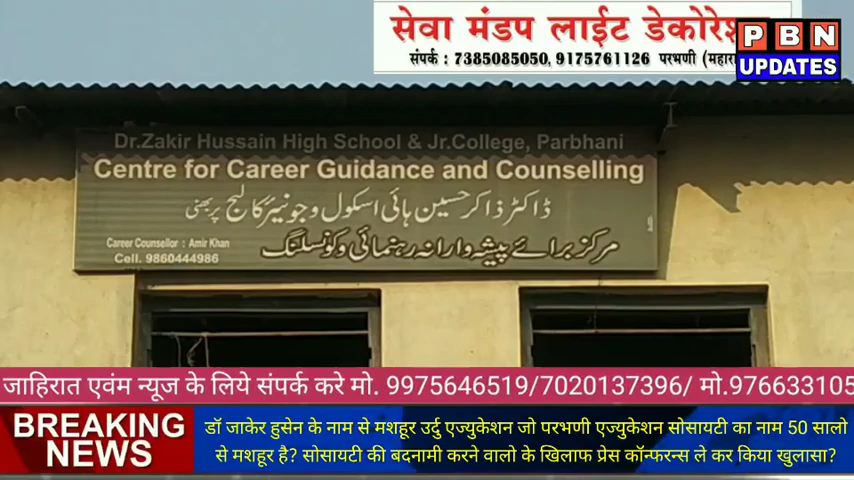 सेवा मंडप लाईट डेकोरेश
संपर्क : 7385085050, 9175761126 परभणी (महारा
PBN
UPDATES
Dr.Zakir Hussain High School & Jr.College, Parbhani
Centre for Career Guidance and Counselling
ڈاکٹر ذاکر حسین ہائی اسکول و جونیئر کالج پربھنی
مرکز برائے پیشہ وارانہ رہنمائی و کونسلنگ
Career Counsellor : Amir Khan
Cell. 9860444986
जाहिरात एवंम न्यूज के लिये संपर्क करे मो. 9975646519/7020137396/ मो.976633105
BREAKING
NEWS
डॉ जाकेर हुसेन के नाम से मशहूर उर्दु एज्युकेशन जो परभणी एज्युकेशन सोसायटी का नाम 50 सालो
से मशहूर है? सोसायटी की बदनामी करने वालो के खिलाफ प्रेस कॉन्फरन्स ले कर किया खुलासा?